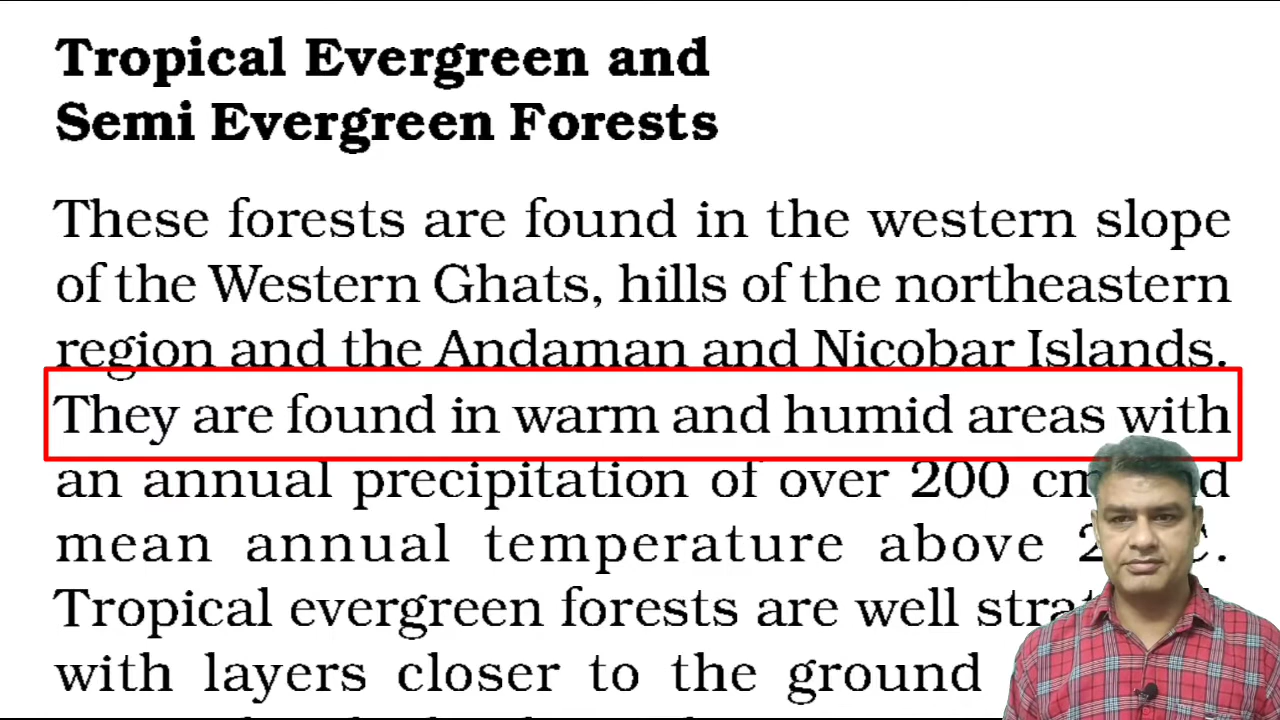 Tropical Evergreen and
Semi Evergreen Forests
These forests are found in the western slope
of the Western Ghats, hills of the northeastern
region and the Andaman and Nicobar Islands.
They are found in warm and humid areas with
an annual precipitation of over 200
mean annual temperature above
Tropical evergreen forests are well
with layers closer to the ground